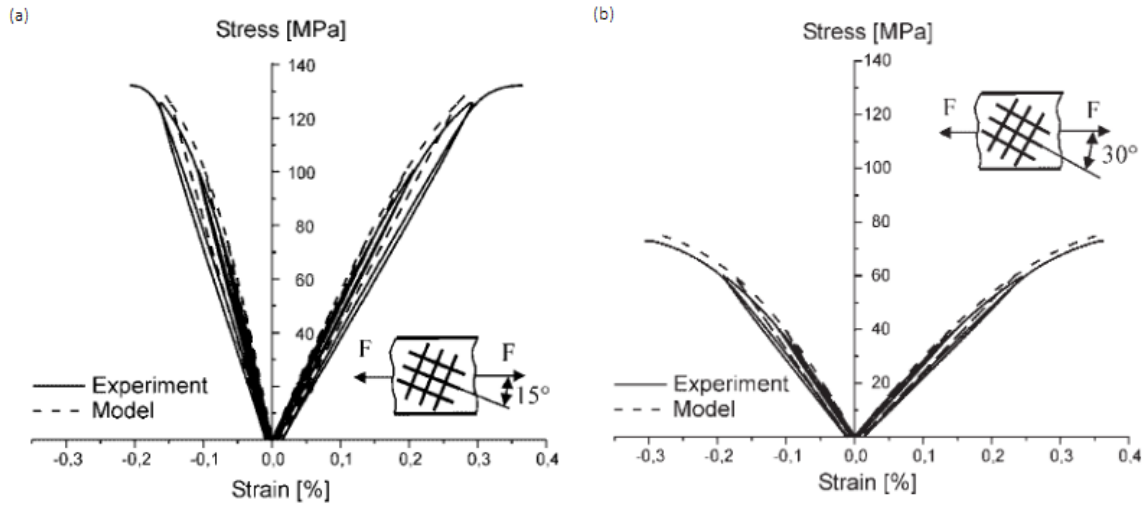 (a)
Stress [MPa]
140
120
100
80
60
40
F
F
15°
Experiment
Model
-0,3
-0,2
-0,1
0,0
0,1
0,2
0,3
0,4
Strain [%]
(b)
Stress [MPa]
140
120
100
80
60
40
20
F
F
30°
Experiment
Model
-0,3
-0,2
-0,1
0,0
0,1
0,2
0,3
0,4
Strain [%]